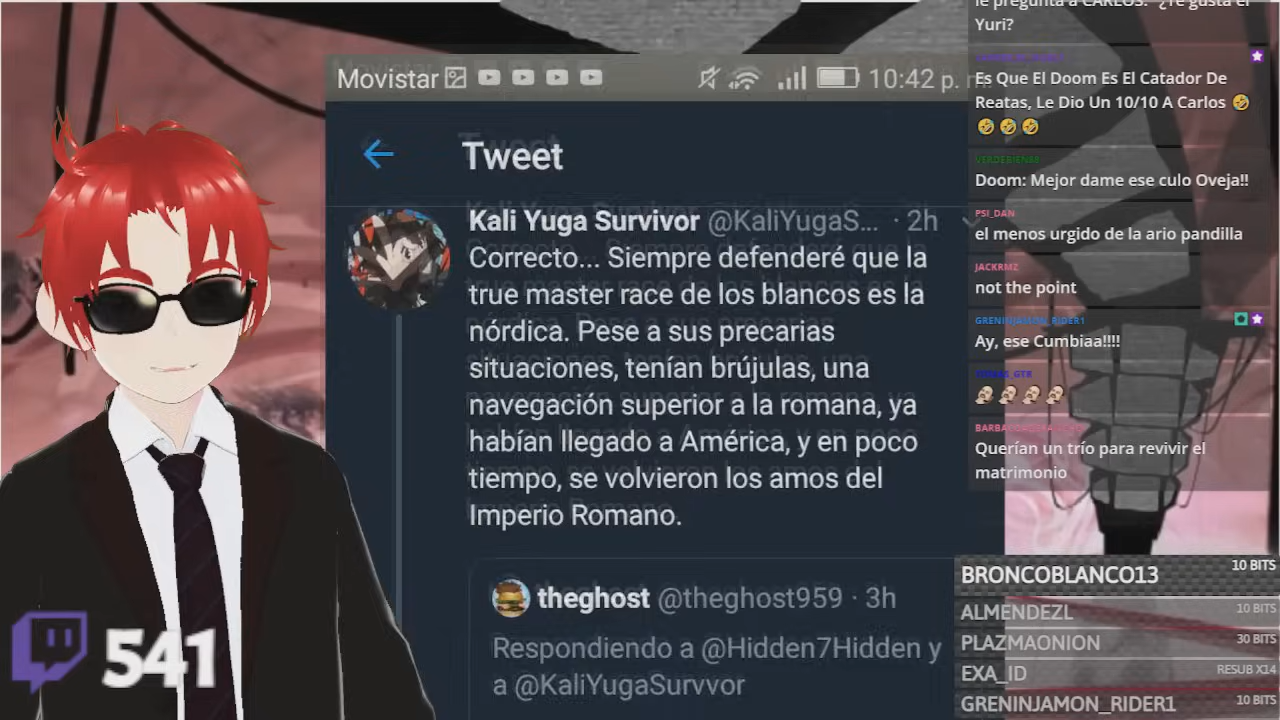 Movistar 10:42 p.
Tweet
Kali Yuga Survivor @KaliYugaS... · 2h
Correcto... Siempre defenderé que la
true master race de los blancos es la
nórdica. Pese a sus precarias
situaciones, tenían brújulas, una
navegación superior a la romana, ya
habían llegado a América, y en poco
tiempo, se volvieron los amos del
Imperio Romano.
theghost @theghost959 · 3h
Respondiendo a @Hidden7Hidden y
a @KaliYugaSurvvor
541
le pregunta a CARLOS: "¿Te gusta el
Yuri?
Es Que El Doom Es El Catador De
Reatas, Le Dio Un 10/10 A Carlos 🤣
🤣 🤣 🤣
VERDEBIEN88
Doom: Mejor dame ese culo Oveja!!
PSI_DAN
el menos urgido de la ario pandilla
JACKRMZ
not the point
GRENINJAMON_RIDER1
Ay, ese Cumbiaa!!!!
Querían un trío para revivir el
matrimonio
BRONCOBLANCO13 10 BITS
ALMENDEZL 10 BITS
PLAZMAONION 30 BITS
EXA_ID RESUB X14
GRENINJAMON_RIDER1 10 BITS